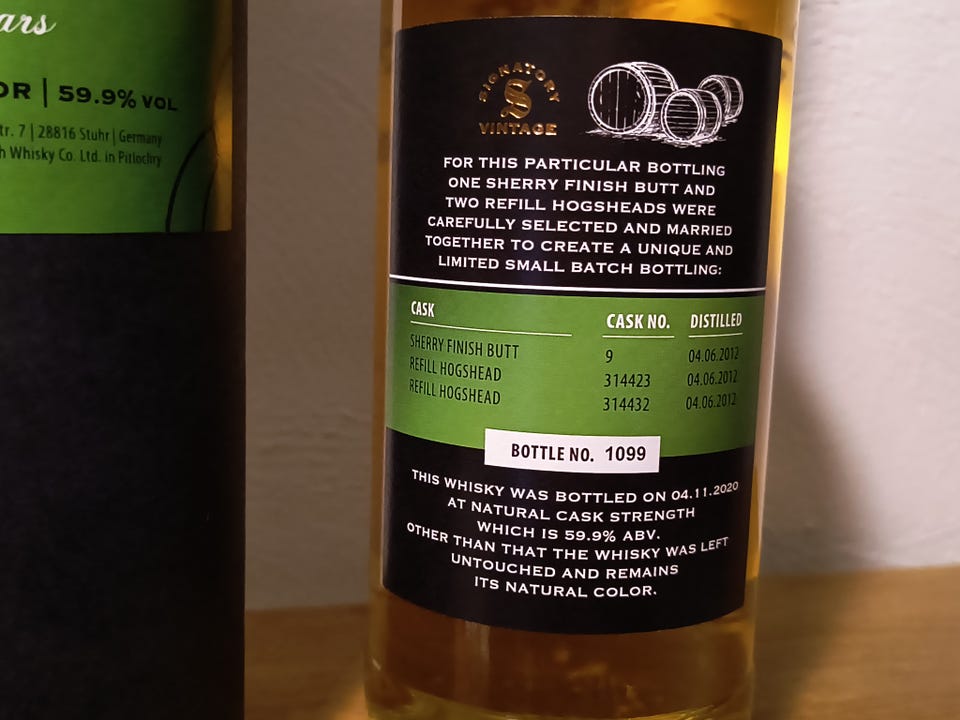 ars
OR | 59.9% VOL
tr. 7 | 28816 Stuhr | Germany
h Whisky Co. Ltd. in Pitlochry
SIGNATORY
S
VINTAGE
FOR THIS PARTICULAR BOTTLING
ONE SHERRY FINISH BUTT AND
TWO REFILL HOGSHEADS WERE
CAREFULLY SELECTED AND MARRIED
TOGETHER TO CREATE A UNIQUE AND
LIMITED SMALL BATCH BOTTLING:
CASK CASK NO. DISTILLED
SHERRY FINISH BUTT 9 04.06.2012
REFILL HOGSHEAD 314423 04.06.2012
REFILL HOGSHEAD 314432 04.06.2012
BOTTLE NO. 1099
THIS WHISKY WAS BOTTLED ON 04.11.2020
AT NATURAL CASK STRENGTH
WHICH IS 59.9% ABV.
OTHER THAN THAT THE WHISKY WAS LEFT
UNTOUCHED AND REMAINS
ITS NATURAL COLOR.